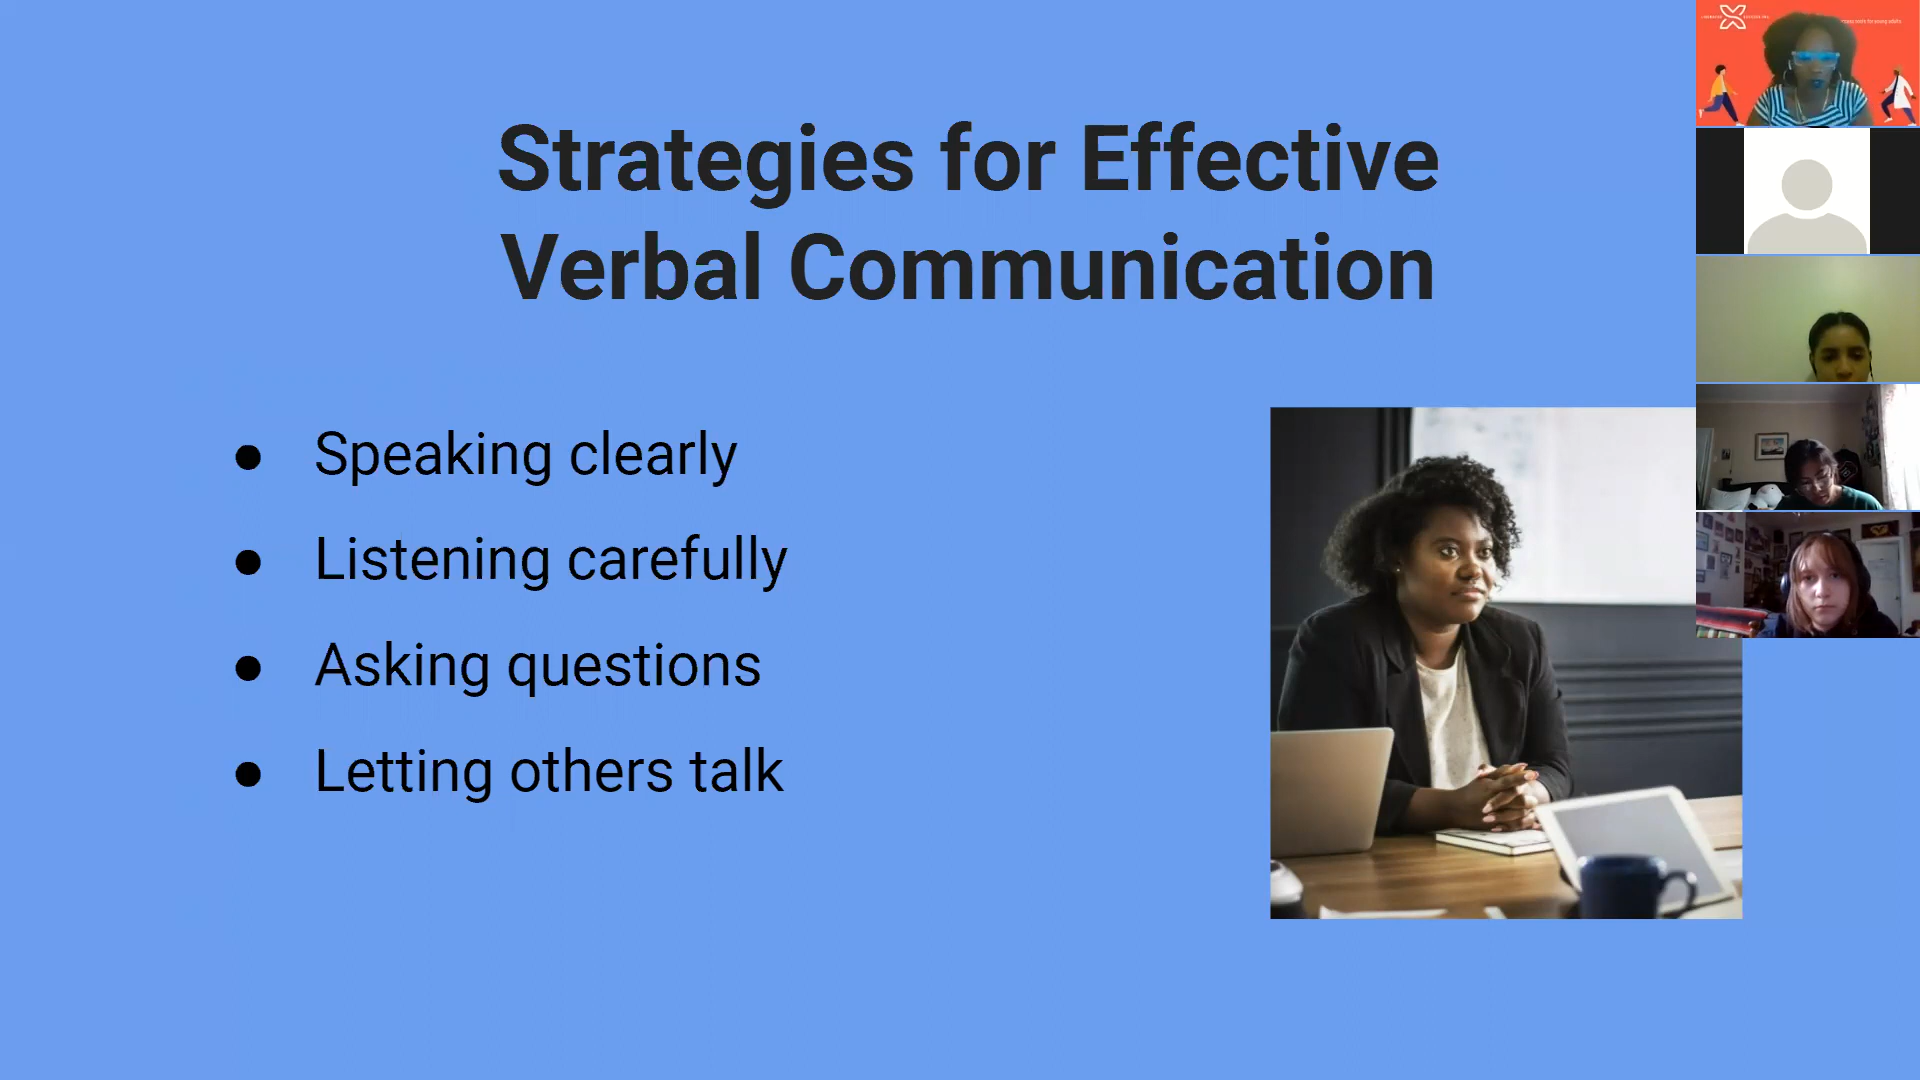 Strategies for Effective
Verbal Communication
● Speaking clearly
● Listening carefully
● Asking questions
● Letting others talk